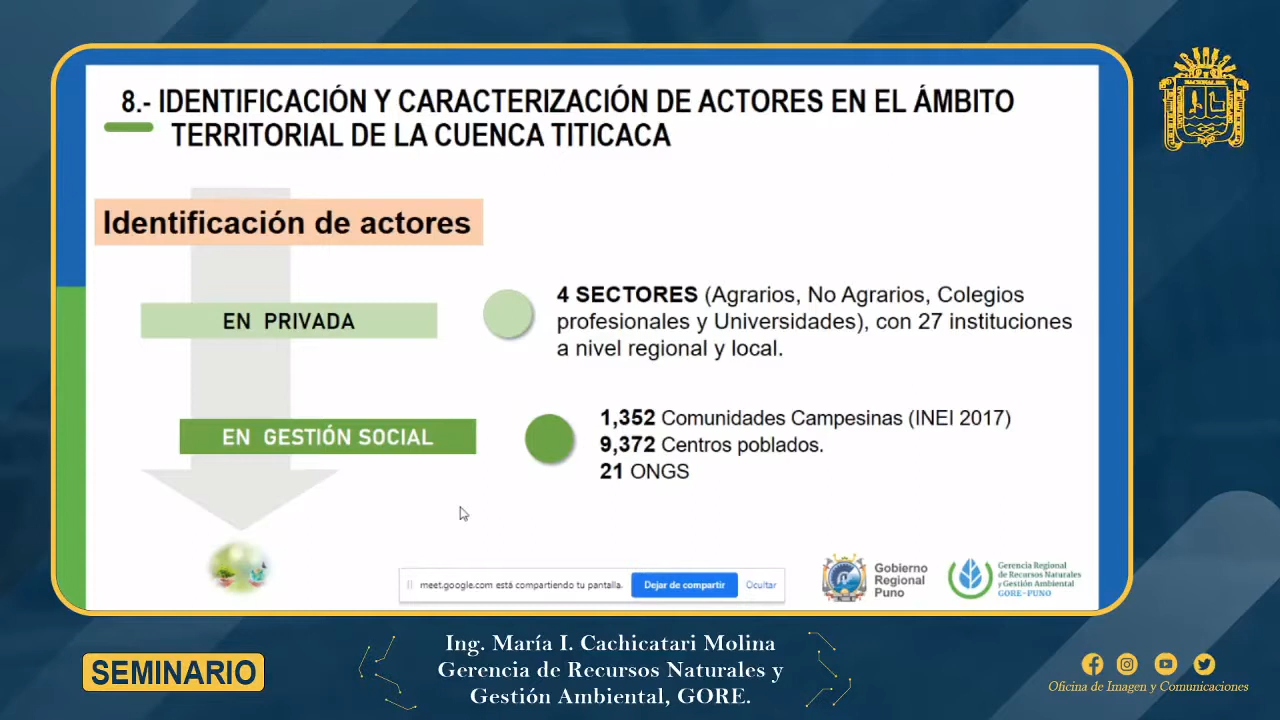 8.- IDENTIFICACIÓN Y CARACTERIZACIÓN DE ACTORES EN EL ÁMBITO
TERRITORIAL DE LA CUENCA TITICACA
Identificación de actores
EN PRIVADA
4 SECTORES (Agrarios, No Agrarios, Colegios
profesionales y Universidades), con 27 instituciones
a nivel regional y local.
EN GESTIÓN SOCIAL
1,352 Comunidades Campesinas (INEI 2017)
9,372 Centros poblados.
21 ONGS
meet.google.com está compartiendo tu pantalla.
Dejar de compartir
Ocultar
Gobierno
Regional
Puno
Gerencia Regional
de Recursos Naturales
y Gestión Ambiental
GORE-PUNO
SEMINARIO
Ing. María I. Cachicatari Molina
Gerencia de Recursos Naturales y
Gestión Ambiental, GORE.
Oficina de Imagen y Comunicaciones